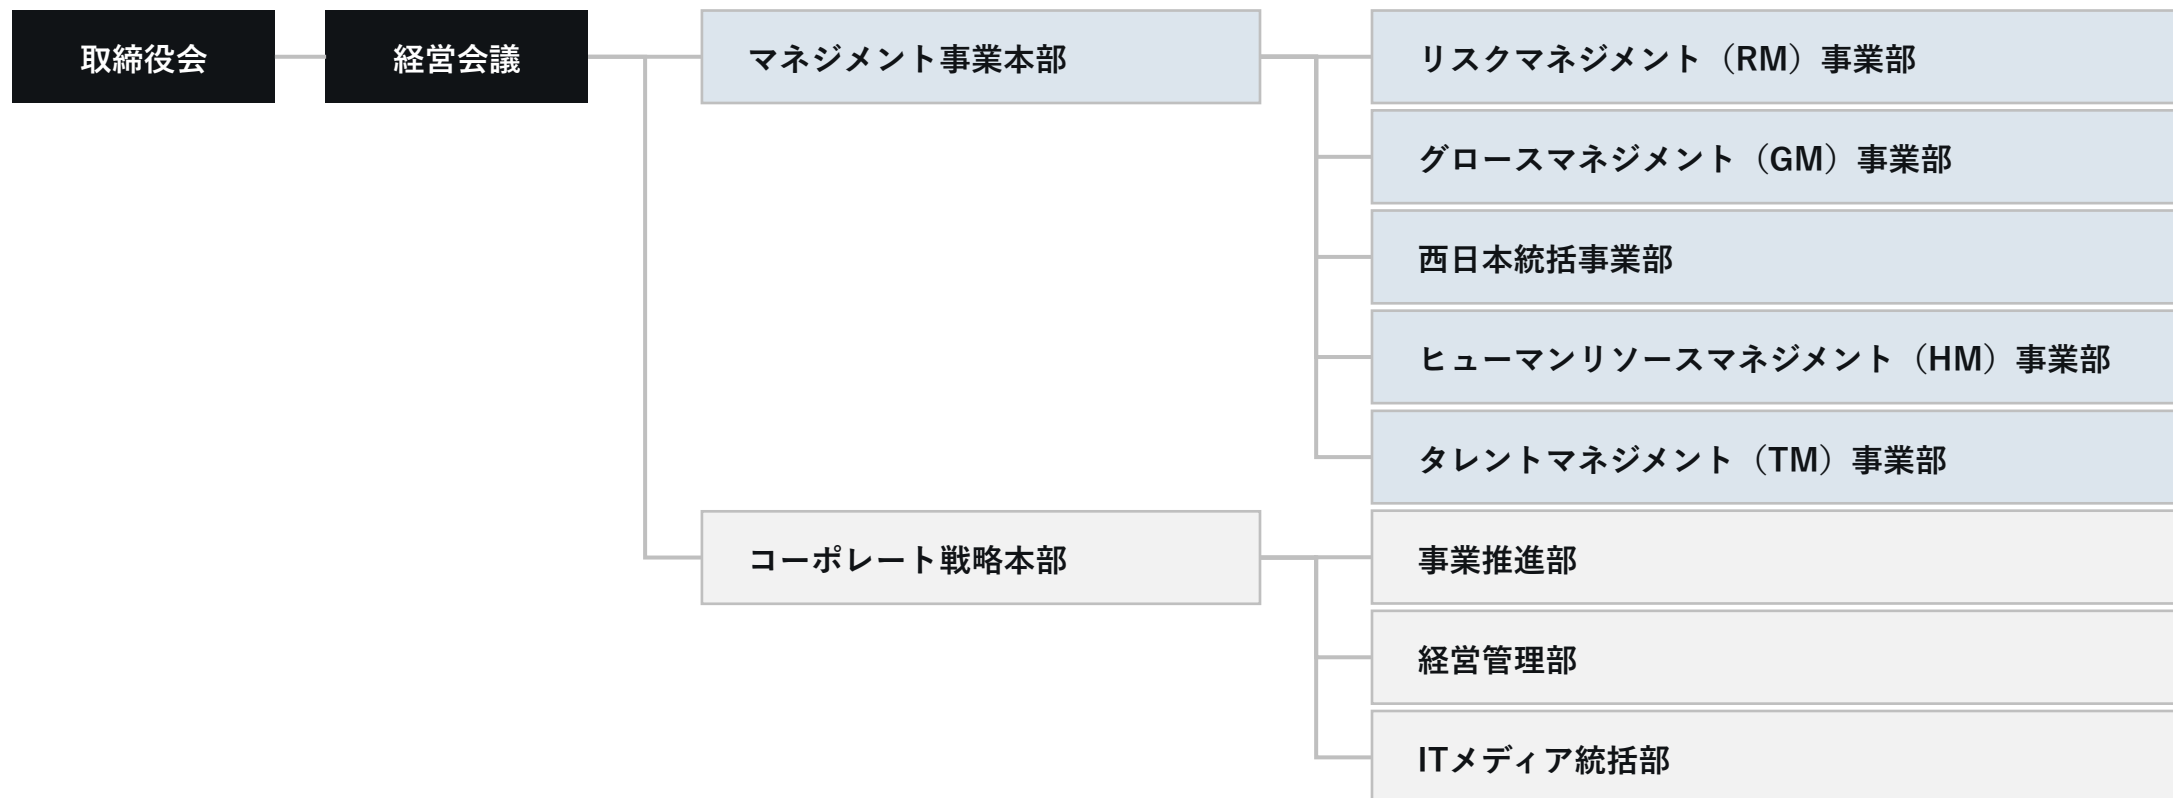 取締役会
経営会議
マネジメント事業本部
リスクマネジメント（RM）事業部
グロースマネジメント（GM）事業部
西日本統括事業部
ヒューマンリソースマネジメント（HM）事業部
タレントマネジメント（TM）事業部
コーポレート戦略本部
事業推進部
経営管理部
ITメディア統括部